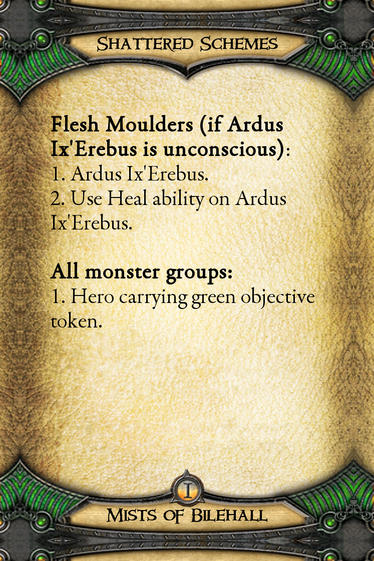 Shattered Schemes
Flesh Moulders (if Ardus
Ix'Erebus is unconscious):
1. Ardus Ix'Erebus.
2. Use Heal ability on Ardus
Ix'Erebus.
All monster groups:
1. Hero carrying green objective
token.
I
Mists of Bilehall